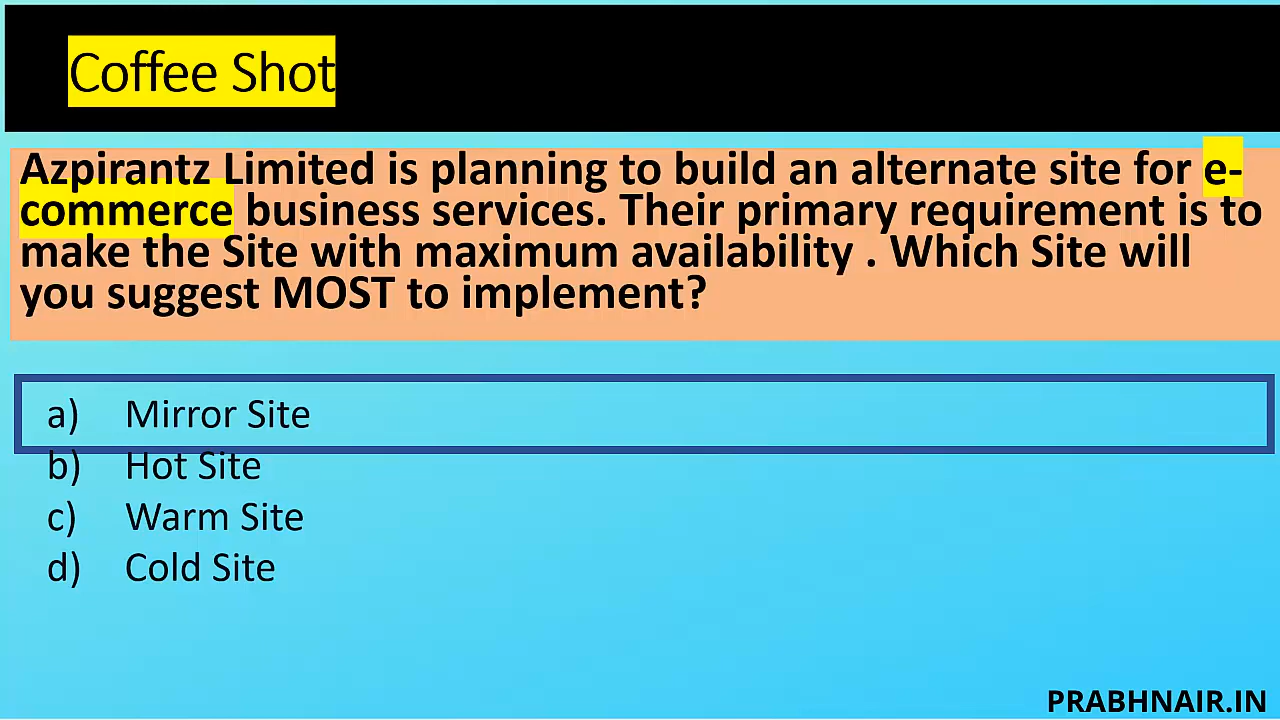 Coffee Shot
Azpirantz Limited is planning to build an alternate site for e-
commerce business services. Their primary requirement is to
make the Site with maximum availability . Which Site will
you suggest MOST to implement?
a) Mirror Site
b) Hot Site
c) Warm Site
d) Cold Site
PRABHNAIR.IN